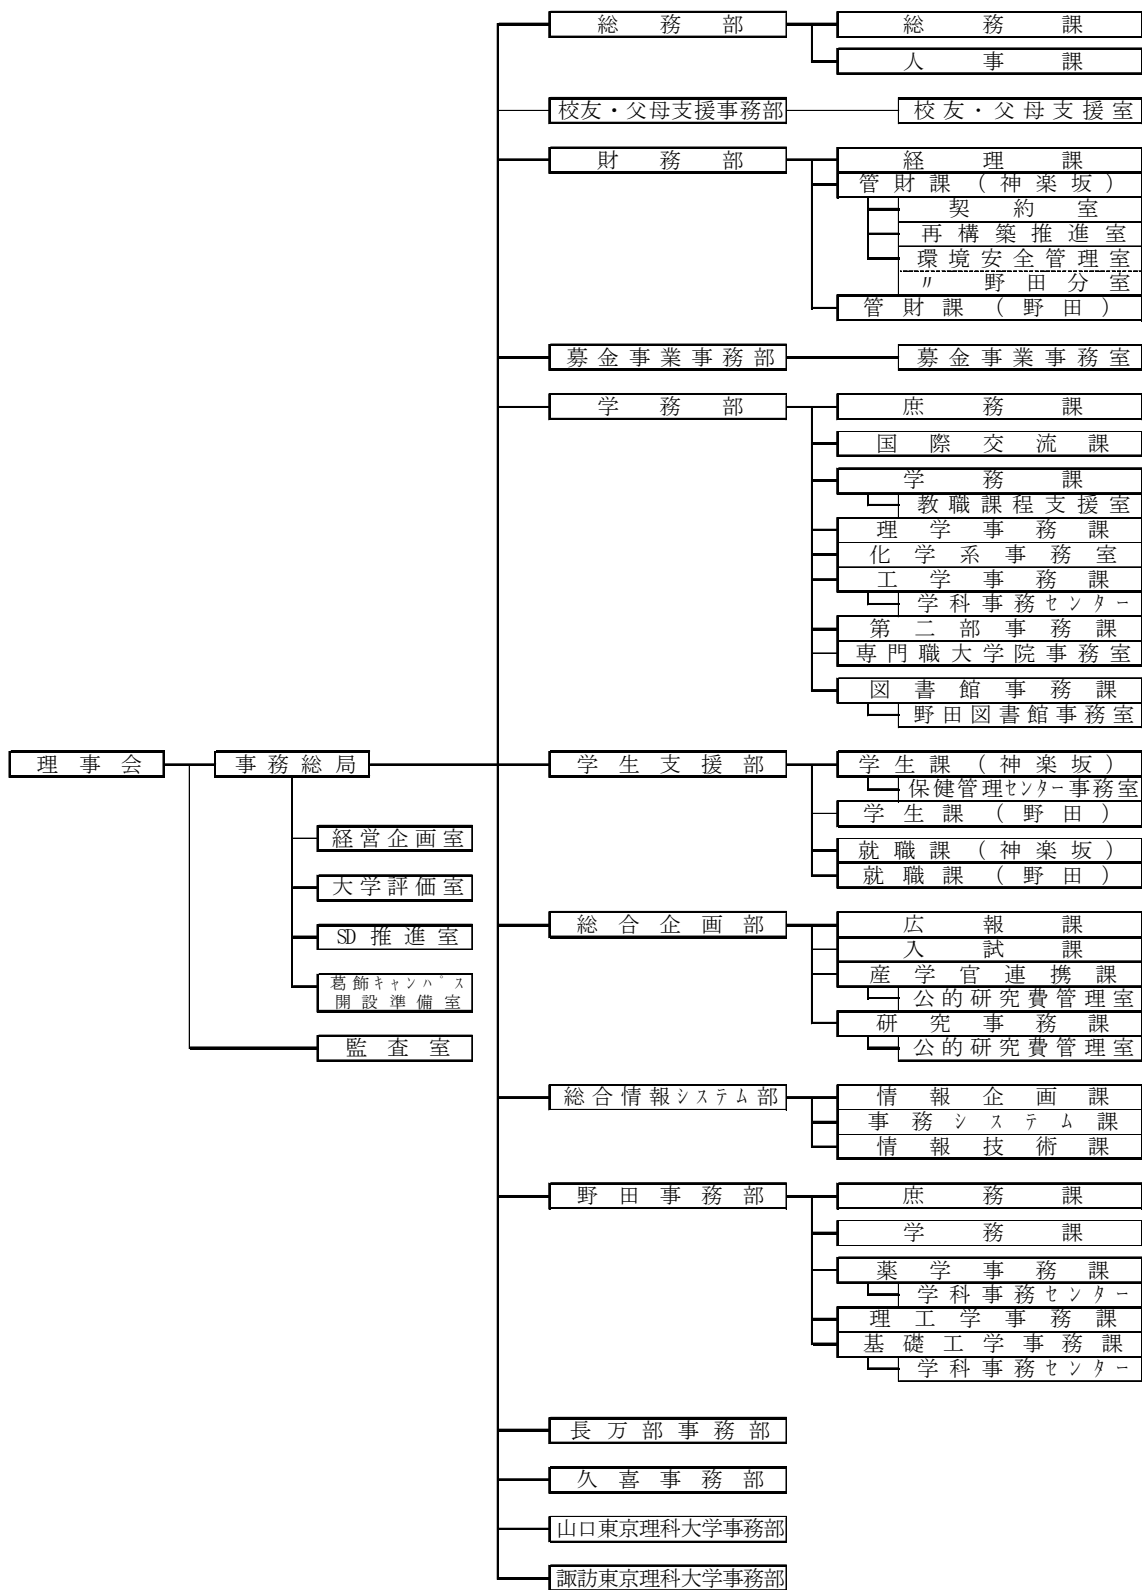 総務部
総務課
人事課
校友・父母支援事務部
校友・父母支援室
財務部
経理課
管財課(神楽坂)
契約室
再構築推進室
環境安全管理室
〃 野田分室
管財課(野田)
募金事業事務部
募金事業事務室
学務部
庶務課
国際交流課
学務課
教職課程支援室
理学事務課
化学系事務室
工学事務課
学科事務センター
第二部事務課
専門職大学院事務室
図書館事務課
野田図書館事務室
理事会
事務総局
経営企画室
大学評価室
SD推進室
葛飾キャンパス
開設準備室
監査室
学生支援部
学生課(神楽坂)
保健管理センター事務室
学生課(野田)
就職課(神楽坂)
就職課(野田)
総合企画部
広報課
入試課
産学官連携課
公的研究費管理室
研究事務課
公的研究費管理室
総合情報システム部
情報企画課
事務システム課
情報技術課
野田事務部
庶務課
学務課
薬学事務課
学科事務センター
理工学事務課
基礎工学事務課
学科事務センター
長万部事務部
久喜事務部
山口東京理科大学事務部
諏訪東京理科大学事務部